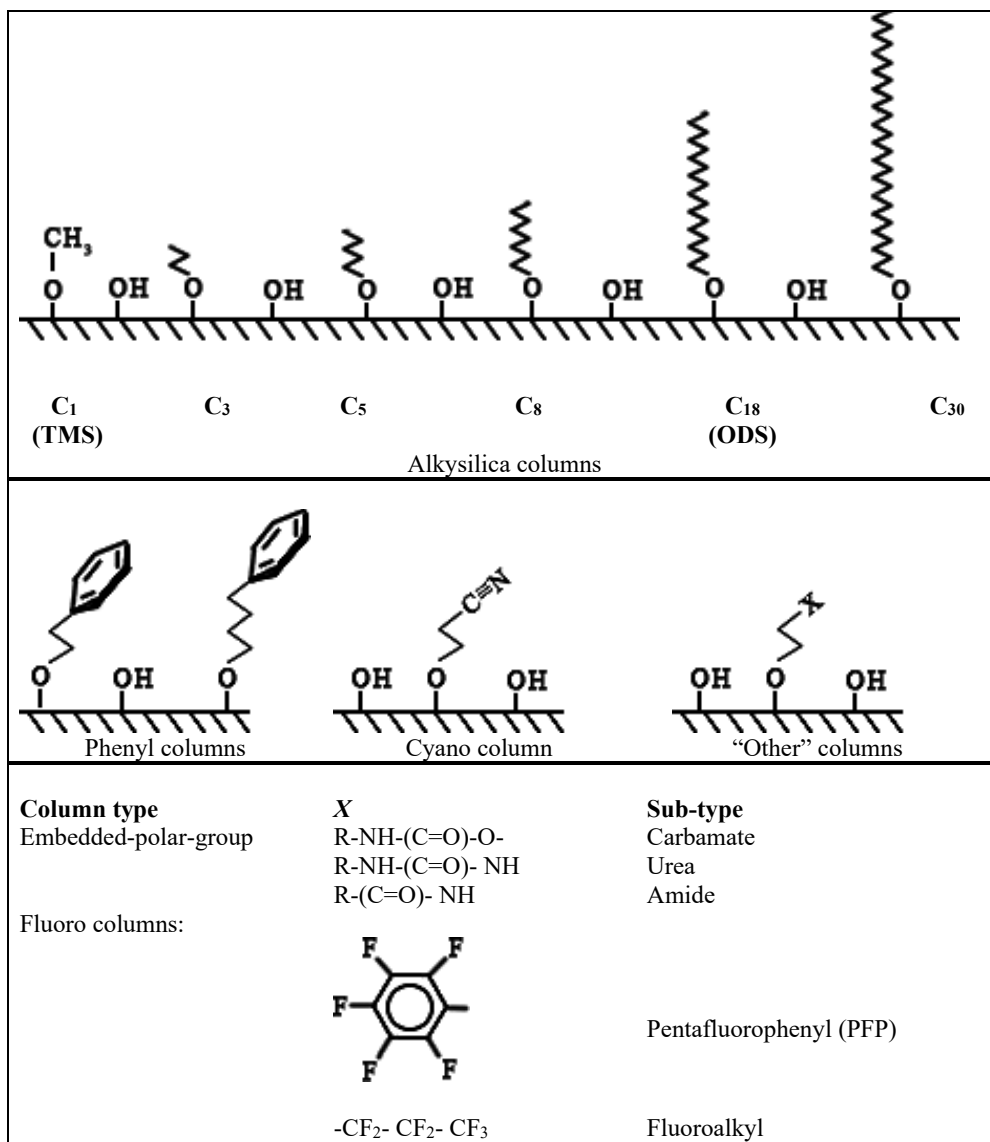 CH₃
O OH O OH O OH O OH O OH O
C₁ C₃ C₅ C₈ C₁₈ C₃₀
(TMS) (ODS)
Alkysilica columns
C≡N X
O OH O OH O OH OH O OH
Phenyl columns Cyano column “Other” columns
Column type X Sub-type
Embedded-polar-group R-NH-(C=O)-O- Carbamate
R-NH-(C=O)- NH Urea
R-(C=O)- NH Amide
Fluoro columns:
F F
F
Pentafluorophenyl (PFP)
F F
-CF₂- CF₂- CF₃ Fluoroalkyl